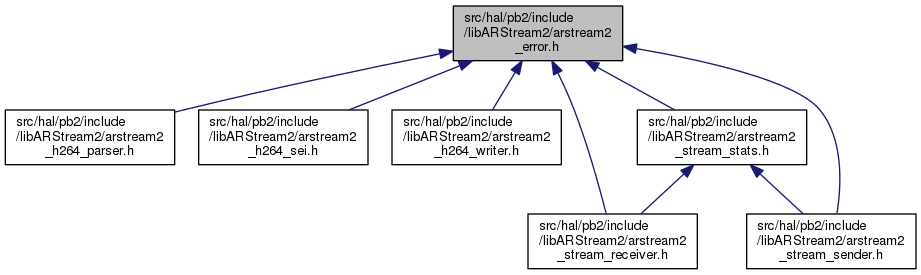 src/hal/pb2/include
/libARStream2/arstream2
_error.h
src/hal/pb2/include
/libARStream2/arstream2
_h264_parser.h
src/hal/pb2/include
/libARStream2/arstream2
_h264_sei.h
src/hal/pb2/include
/libARStream2/arstream2
_h264_writer.h
src/hal/pb2/include
/libARStream2/arstream2
_stream_stats.h
src/hal/pb2/include
/libARStream2/arstream2
_stream_receiver.h
src/hal/pb2/include
/libARStream2/arstream2
_stream_sender.h